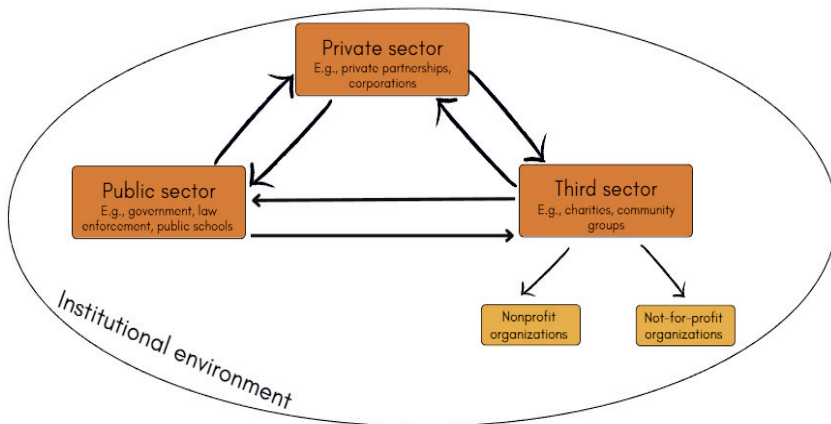 Private sector
E.g., private partnerships,
corporations
Public sector
E.g., government, law
enforcement, public schools
Third sector
E.g., charities, community
groups
Nonprofit
organizations
Not-for-profit
organizations
Institutional environment